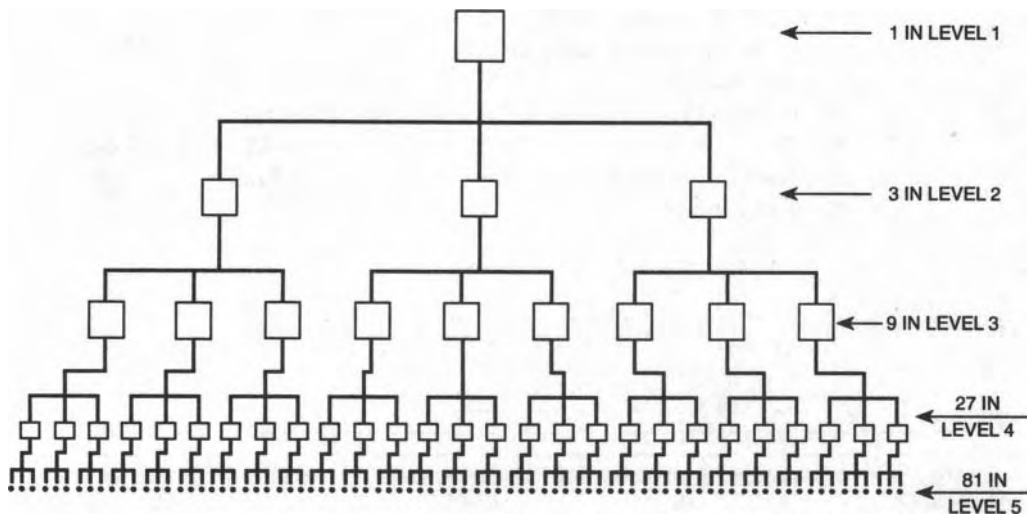 1 IN LEVEL 1
3 IN LEVEL 2
9 IN LEVEL 3
27 IN
LEVEL 4
81 IN
LEVEL 5